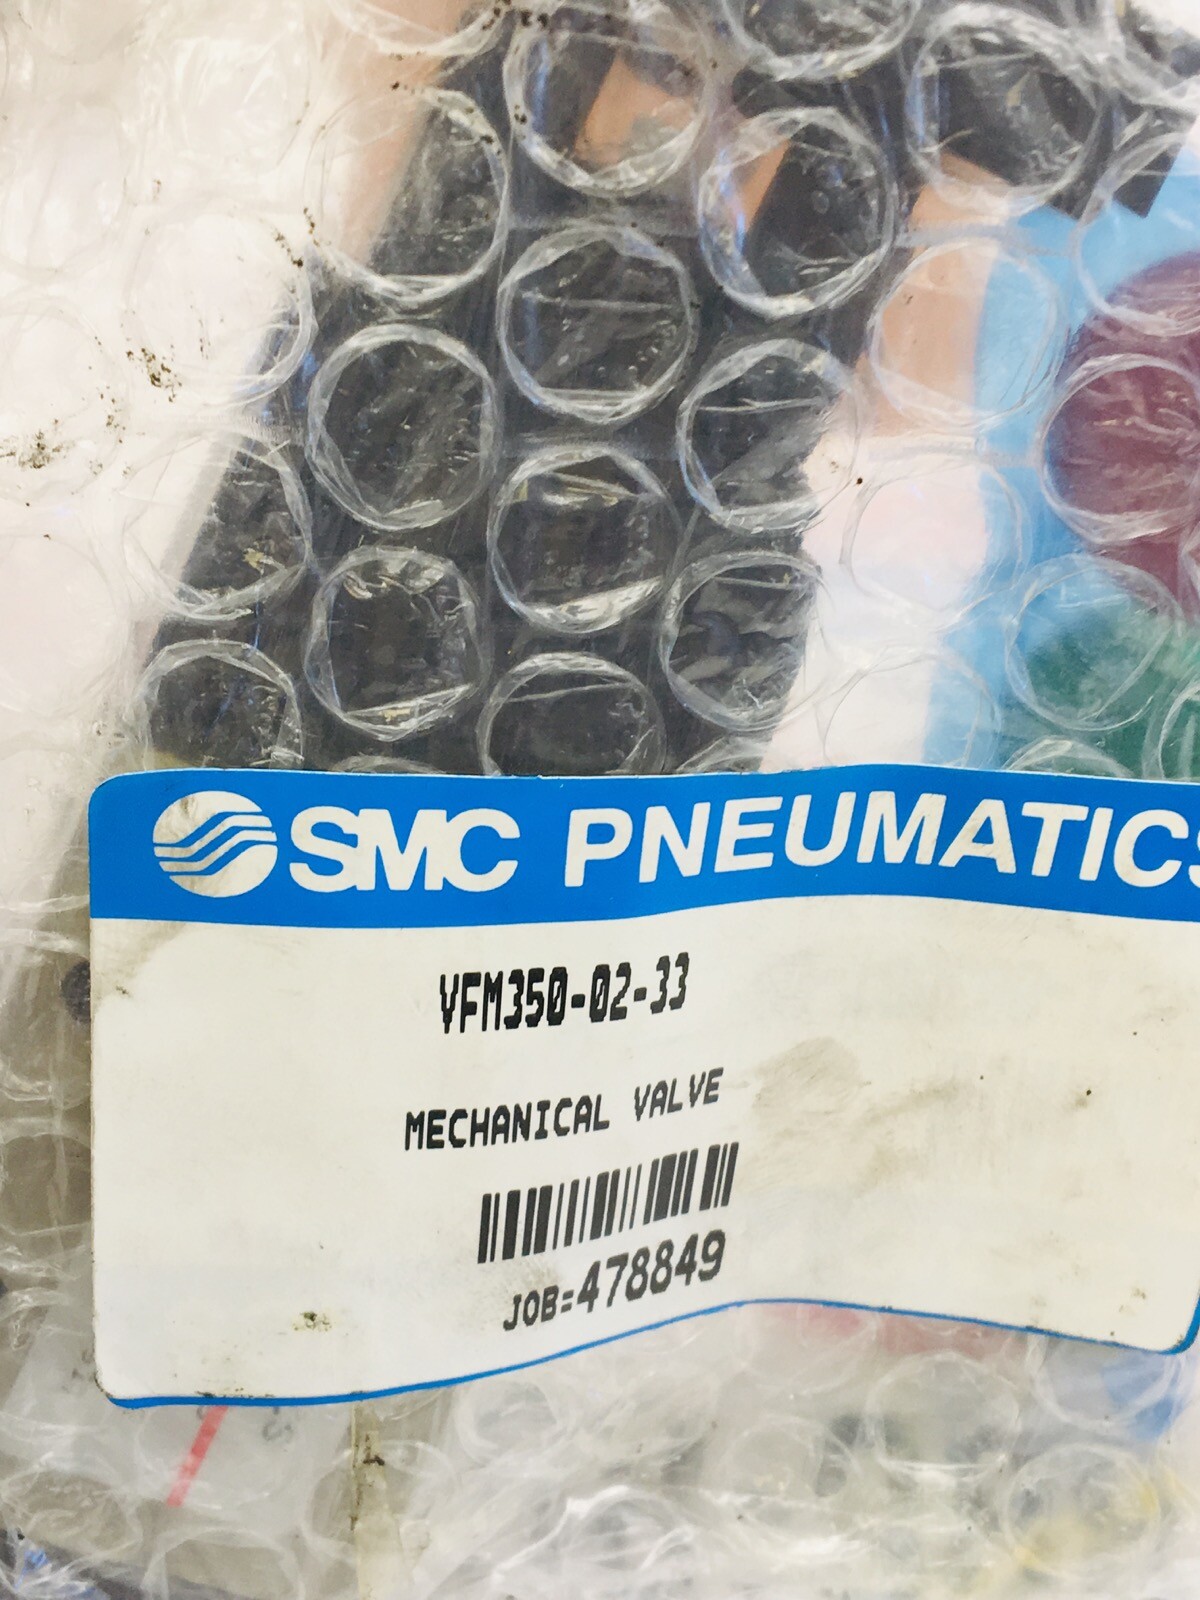 SMC PNEUMATICS
VFM350-02-33
MECHANICAL VALVE
JOB=478849